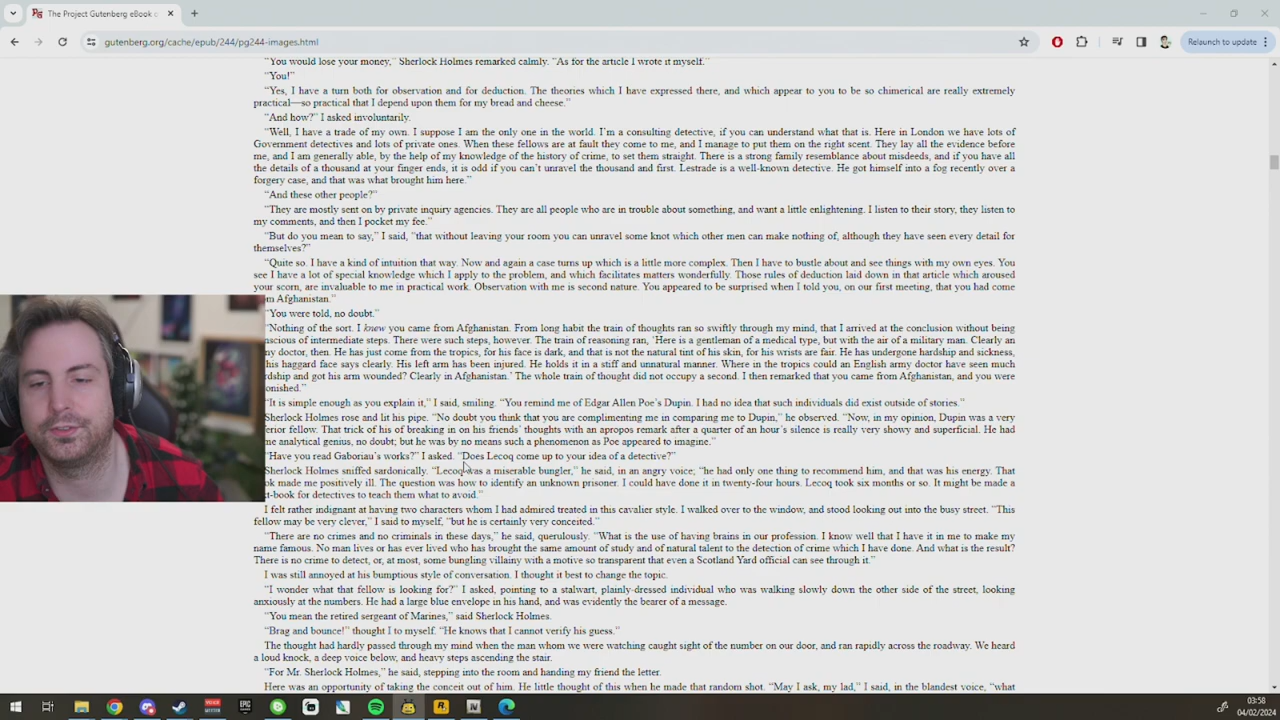 The Project Gutenberg eBook o
gutenberg.org/cache/epub/244/pg244-images.html
Relaunch to update
“You would lose your money,” Sherlock Holmes remarked calmly. “As for the article I wrote it myself.”
“You!”
“Yes, I have a turn both for observation and for deduction. The theories which I have expressed there, and which appear to you to be so chimerical are really extremely
practical—so practical that I depend upon them for my bread and cheese.”
“And how?” I asked involuntarily.
“Well, I have a trade of my own. I suppose I am the only one in the world. I’m a consulting detective, if you can understand what that is. Here in London we have lots of
Government detectives and lots of private ones. When these fellows are at fault they come to me, and I manage to put them on the right scent. They lay all the evidence before
me, and I am generally able, by the help of my knowledge of the history of crime, to set them straight. There is a strong family resemblance about misdeeds, and if you have all
the details of a thousand at your finger ends, it is odd if you can’t unravel the thousand and first. Lestrade is a well-known detective. He got himself into a fog recently over a
forgery case, and that was what brought him here.”
“And these other people?”
“They are mostly sent on by private inquiry agencies. They are all people who are in trouble about something, and want a little enlightening. I listen to their story, they listen to
my comments, and then I pocket my fee.”
“But do you mean to say,” I said, “that without leaving your room you can unravel some knot which other men can make nothing of, although they have seen every detail for
themselves?”
“Quite so. I have a kind of intuition that way. Now and again a case turns up which is a little more complex. Then I have to bustle about and see things with my own eyes. You
see I have a lot of special knowledge which I apply to the problem, and which facilitates matters wonderfully. Those rules of deduction laid down in that article which aroused
your scorn, are invaluable to me in practical work. Observation with me is second nature. You appeared to be surprised when I told you, on our first meeting, that you had come
om Afghanistan.”
“You were told, no doubt.”
“Nothing of the sort. I knew you came from Afghanistan. From long habit the train of thoughts ran so swiftly through my mind, that I arrived at the conclusion without being
nscious of intermediate steps. There were such steps, however. The train of reasoning ran, ‘Here is a gentleman of a medical type, but with the air of a military man. Clearly an
ny doctor, then. He has just come from the tropics, for his face is dark, and that is not the natural tint of his skin, for his wrists are fair. He has undergone hardship and sickness,
his haggard face says clearly. His left arm has been injured. He holds it in a stiff and unnatural manner. Where in the tropics could an English army doctor have seen much
rdship and got his arm wounded? Clearly in Afghanistan.’ The whole train of thought did not occupy a second. I then remarked that you came from Afghanistan, and you were
onished.”
“It is simple enough as you explain it,” I said, smiling. “You remind me of Edgar Allen Poe’s Dupin. I had no idea that such individuals did exist outside of stories.”
Sherlock Holmes rose and lit his pipe. “No doubt you think that you are complimenting me in comparing me to Dupin,” he observed. “Now, in my opinion, Dupin was a very
erior fellow. That trick of his of breaking in on his friends’ thoughts with an apropos remark after a quarter of an hour’s silence is really very showy and superficial. He had
me analytical genius, no doubt; but he was by no means such a phenomenon as Poe appeared to imagine.”
“Have you read Gaboriau’s works?” I asked. “Does Lecoq come up to your idea of a detective?”
Sherlock Holmes sniffed sardonically. “Lecoq was a miserable bungler,” he said, in an angry voice; “he had only one thing to recommend him, and that was his energy. That
ok made me positively ill. The question was how to identify an unknown prisoner. I could have done it in twenty-four hours. Lecoq took six months or so. It might be made a
t-book for detectives to teach them what to avoid.”
I felt rather indignant at having two characters whom I had admired treated in this cavalier style. I walked over to the window, and stood looking out into the busy street. “This
fellow may be very clever,” I said to myself, “but he is certainly very conceited.”
“There are no crimes and no criminals in these days,” he said, querulously. “What is the use of having brains in our profession. I know well that I have it in me to make my
name famous. No man lives or has ever lived who has brought the same amount of study and of natural talent to the detection of crime which I have done. And what is the result?
There is no crime to detect, or, at most, some bungling villainy with a motive so transparent that even a Scotland Yard official can see through it.”
I was still annoyed at his bumptious style of conversation. I thought it best to change the topic.
“I wonder what that fellow is looking for?” I asked, pointing to a stalwart, plainly-dressed individual who was walking slowly down the other side of the street, looking
anxiously at the numbers. He had a large blue envelope in his hand, and was evidently the bearer of a message.
“You mean the retired sergeant of Marines,” said Sherlock Holmes.
“Brag and bounce!” thought I to myself. “He knows that I cannot verify his guess.”
The thought had hardly passed through my mind when the man whom we were watching caught sight of the number on our door, and ran rapidly across the roadway. We heard
a loud knock, a deep voice below, and heavy steps ascending the stair.
“For Mr. Sherlock Holmes,” he said, stepping into the room and handing my friend the letter.
Here was an opportunity of taking the conceit out of him. He little thought of this when he made that random shot. “May I ask, my lad,” I said, in the blandest voice, “what
03:58
04/02/2024